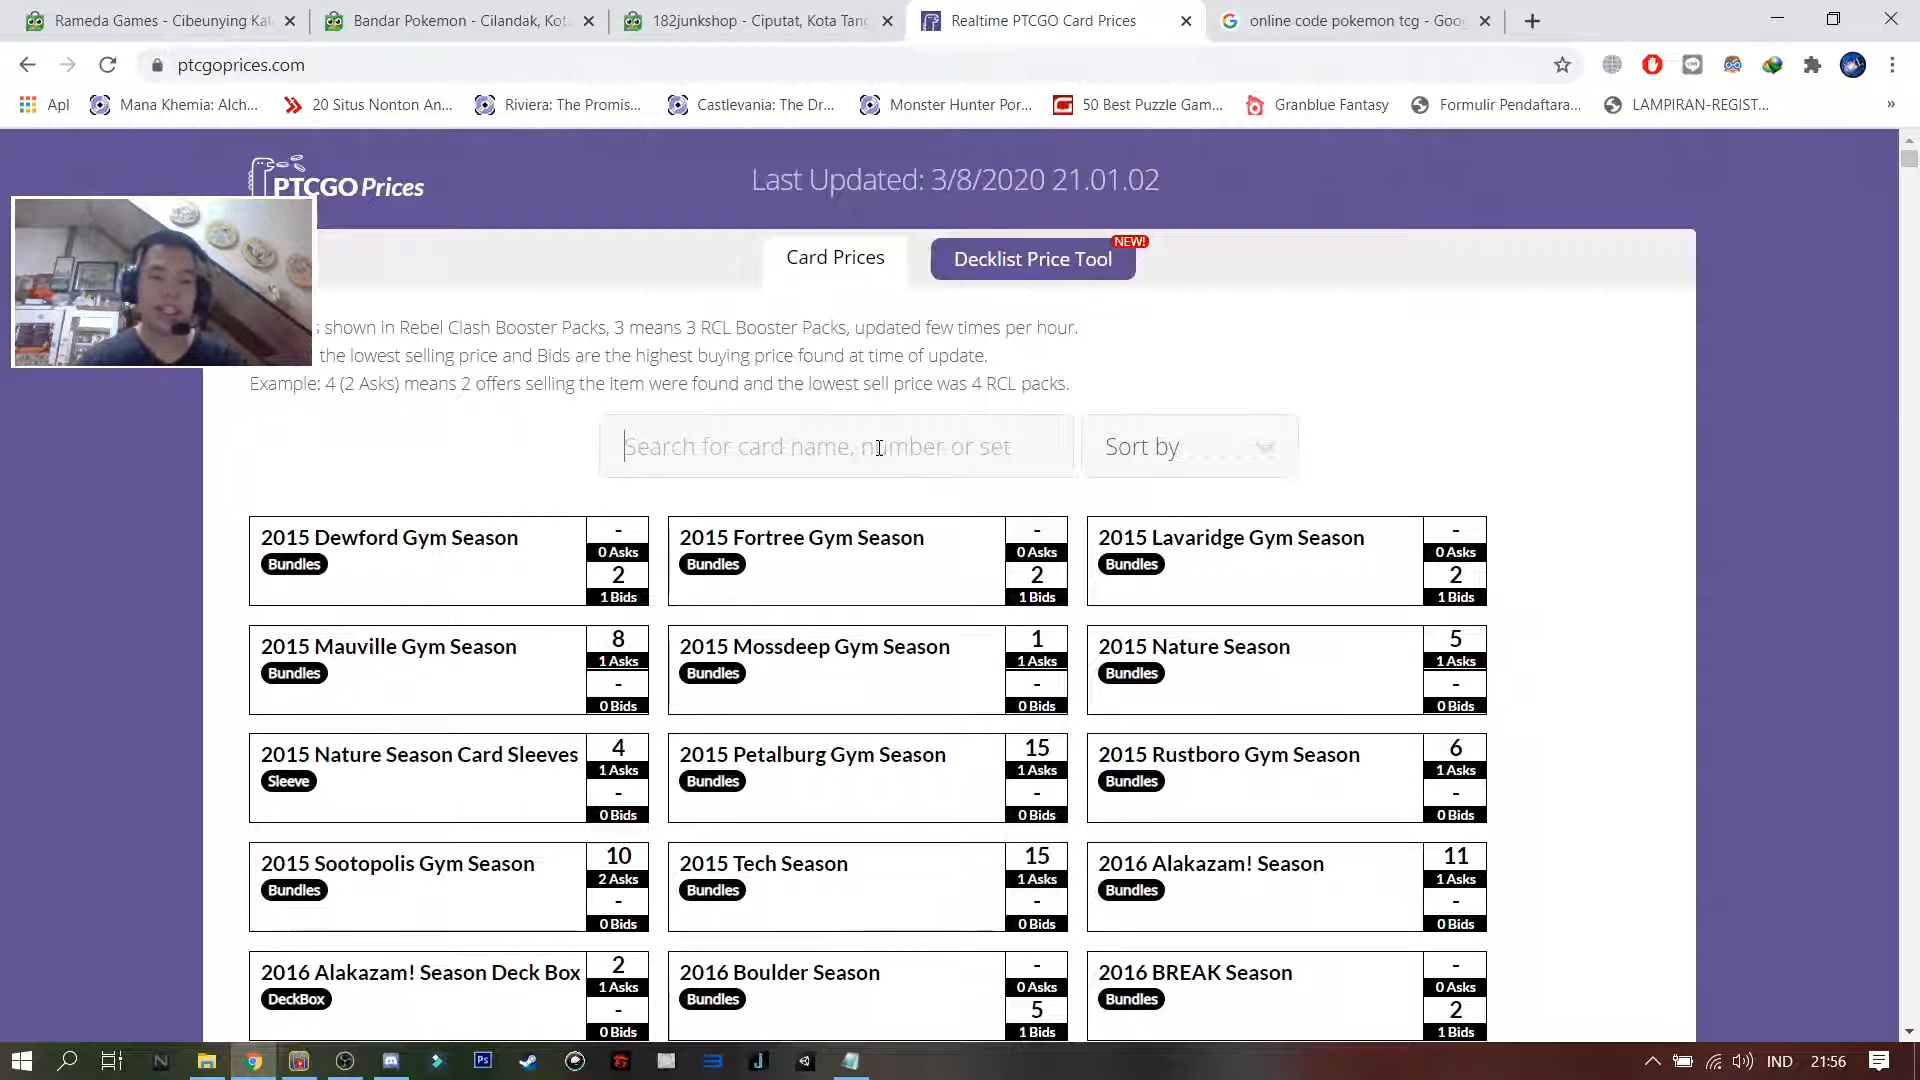 Rameda Games - Cibeunying Kal
Bandar Pokemon - Cilandak, Kot
182junkshop - Ciputat, Kota Tang
Realtime PTCGO Card Prices
online code pokemon tcg - Goo
ptcgoprices.com
Apl
Mana Khemia: Alch...
20 Situs Nonton An...
Riviera: The Promis...
Castlevania: The Dr...
Monster Hunter Por...
50 Best Puzzle Gam...
Granblue Fantasy
Formulir Pendaftara...
LAMPIRAN-REGIST...
»
PTCGO Prices
Last Updated: 3/8/2020 21.01.02
Card Prices
Decklist Price Tool
NEW!
s shown in Rebel Clash Booster Packs, 3 means 3 RCL Booster Packs, updated few times per hour.
the lowest selling price and Bids are the highest buying price found at time of update.
Example: 4 (2 Asks) means 2 offers selling the item were found and the lowest sell price was 4 RCL packs.
Search for card name, number or set
Sort by
2015 Dewford Gym Season
Bundles
-
0 Asks
2
1 Bids
2015 Fortree Gym Season
Bundles
-
0 Asks
2
1 Bids
2015 Lavaridge Gym Season
Bundles
-
0 Asks
2
1 Bids
2015 Mauville Gym Season
Bundles
8
1 Asks
-
0 Bids
2015 Mossdeep Gym Season
Bundles
1
1 Asks
-
0 Bids
2015 Nature Season
Bundles
5
1 Asks
-
0 Bids
2015 Nature Season Card Sleeves
Sleeve
4
1 Asks
-
0 Bids
2015 Petalburg Gym Season
Bundles
15
1 Asks
-
0 Bids
2015 Rustboro Gym Season
Bundles
6
1 Asks
-
0 Bids
2015 Sootopolis Gym Season
Bundles
10
2 Asks
-
0 Bids
2015 Tech Season
Bundles
15
1 Asks
-
0 Bids
2016 Alakazam! Season
Bundles
11
1 Asks
-
0 Bids
2016 Alakazam! Season Deck Box
DeckBox
2
1 Asks
-
0 Bids
2016 Boulder Season
Bundles
-
0 Asks
5
1 Bids
2016 BREAK Season
Bundles
-
0 Asks
2
1 Bids
IND
21:56